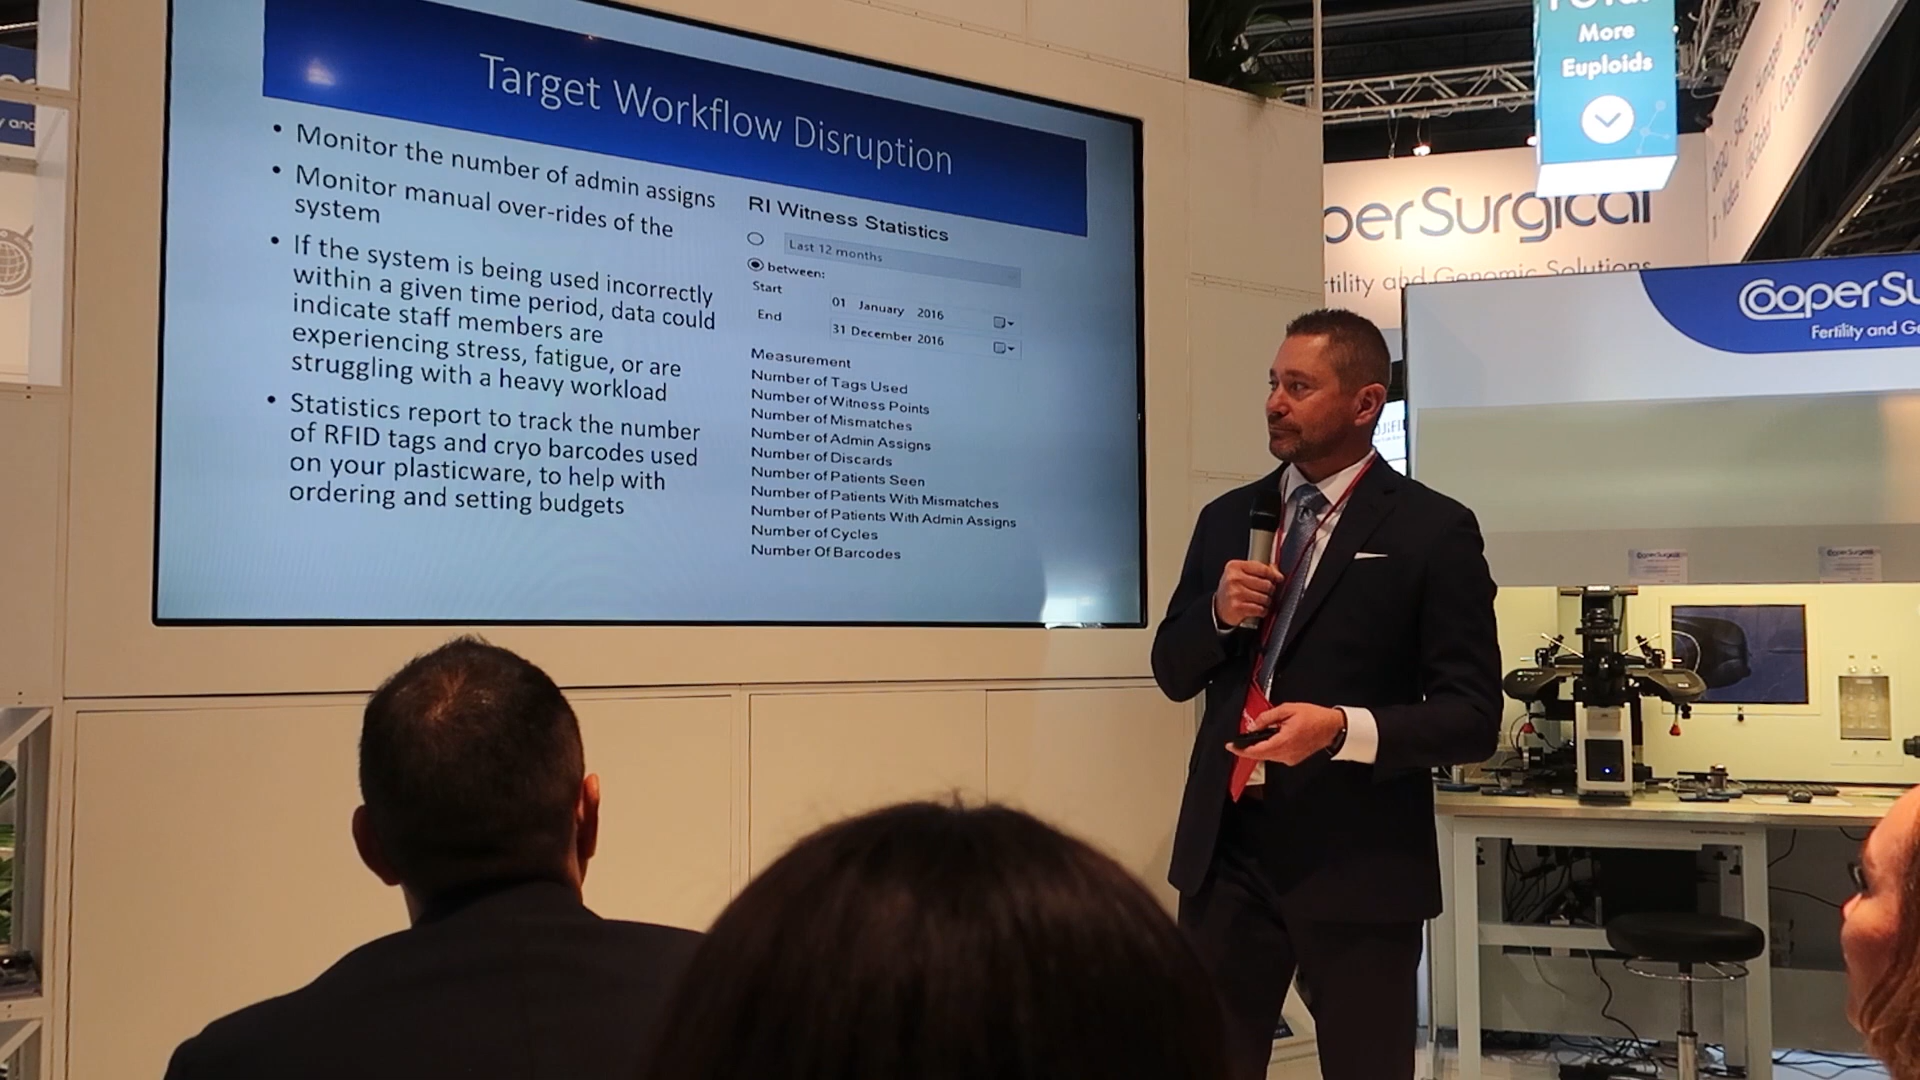 Target Workflow Disruption
• Monitor the number of admin assigns
• Monitor manual over-rides of the
system
• If the system is being used incorrectly
within a given time period, data could
indicate staff members are
experiencing stress, fatigue, or are
struggling with a heavy workload
• Statistics report to track the number
of RFID tags and cryo barcodes used
on your plasticware, to help with
ordering and setting budgets
RI Witness Statistics
Last 12 months
between:
Start
01 January 2016
End
31 December 2016
Measurement
Number of Tags Used
Number of Witness Points
Number of Mismatches
Number of Admin Assigns
Number of Discards
Number of Patients Seen
Number of Patients With Mismatches
Number of Patients With Admin Assigns
Number of Cycles
Number Of Barcodes
More
Euploids
perSurgical
tility and Genomic Solutions
CooperSu
Fertility and Ge
CooperSurgical
CooperSurgical